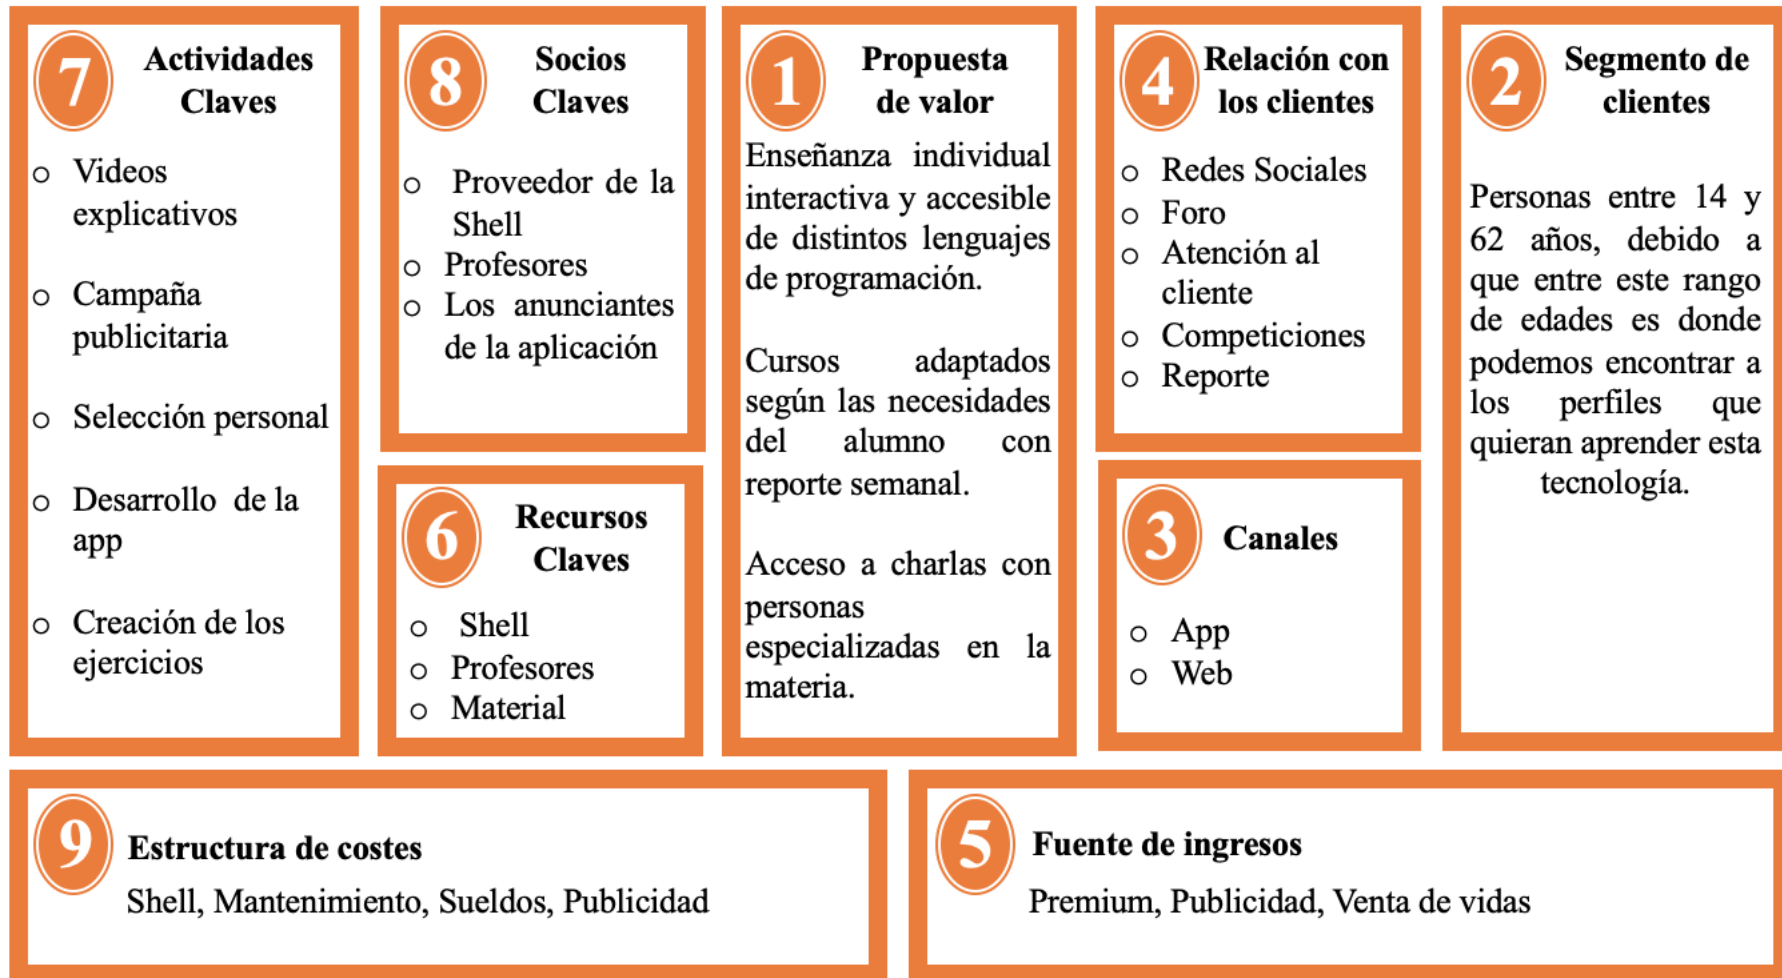 7
Actividades
Claves
o Videos
explicativos
o Campaña
publicitaria
o Selección personal
o Desarrollo de la
app
o Creación de los
ejercicios
8
Socios
Claves
o Proveedor de la
Shell
o Profesores
o Los anunciantes
de la aplicación
6
Recursos
Claves
o Shell
o Profesores
o Material
1
Propuesta
de valor
Enseñanza individual
interactiva y accesible
de distintos lenguajes
de programación.
Cursos adaptados
según las necesidades
del alumno con
reporte semanal.
Acceso a charlas con
personas
especializadas en la
materia.
4
Relación con
los clientes
o Redes Sociales
o Foro
o Atención al
cliente
o Competiciones
o Reporte
3
Canales
o App
o Web
2
Segmento de
clientes
Personas entre 14 y
62 años, debido a
que entre este rango
de edades es donde
podemos encontrar a
los perfiles que
quieran aprender esta
tecnología.
9
Estructura de costes
Shell, Mantenimiento, Sueldos, Publicidad
5
Fuente de ingresos
Premium, Publicidad, Venta de vidas